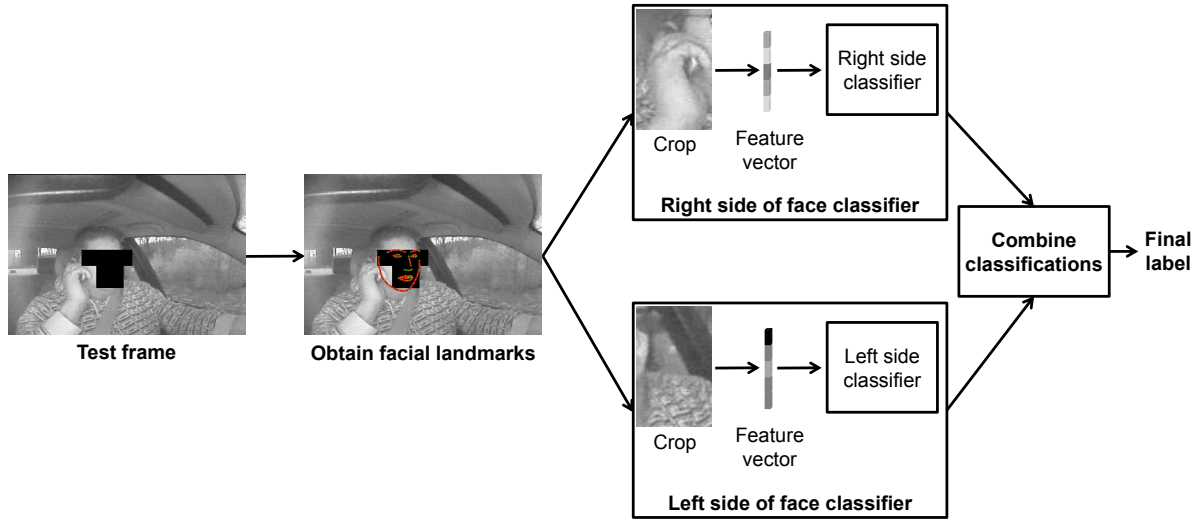 Test frame
Obtain facial landmarks
Crop
Feature
vector
Right side
classifier
Right side of face classifier
Crop
Feature
vector
Left side
classifier
Left side of face classifier
Combine
classifications
Final
label